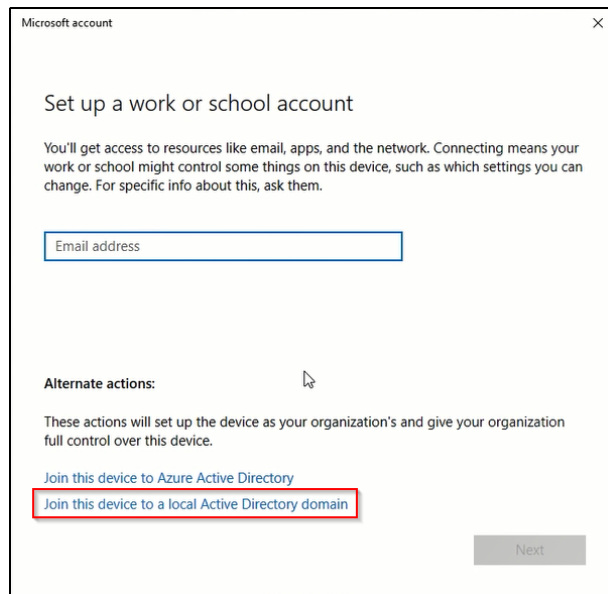 Microsoft account
Set up a work or school account
You'll get access to resources like email, apps, and the network. Connecting means your
work or school might control some things on this device, such as which settings you can
change. For specific info about this, ask them.
Email address
Alternate actions:
These actions will set up the device as your organization's and give your organization
full control over this device.
Join this device to Azure Active Directory
Join this device to a local Active Directory domain
Next